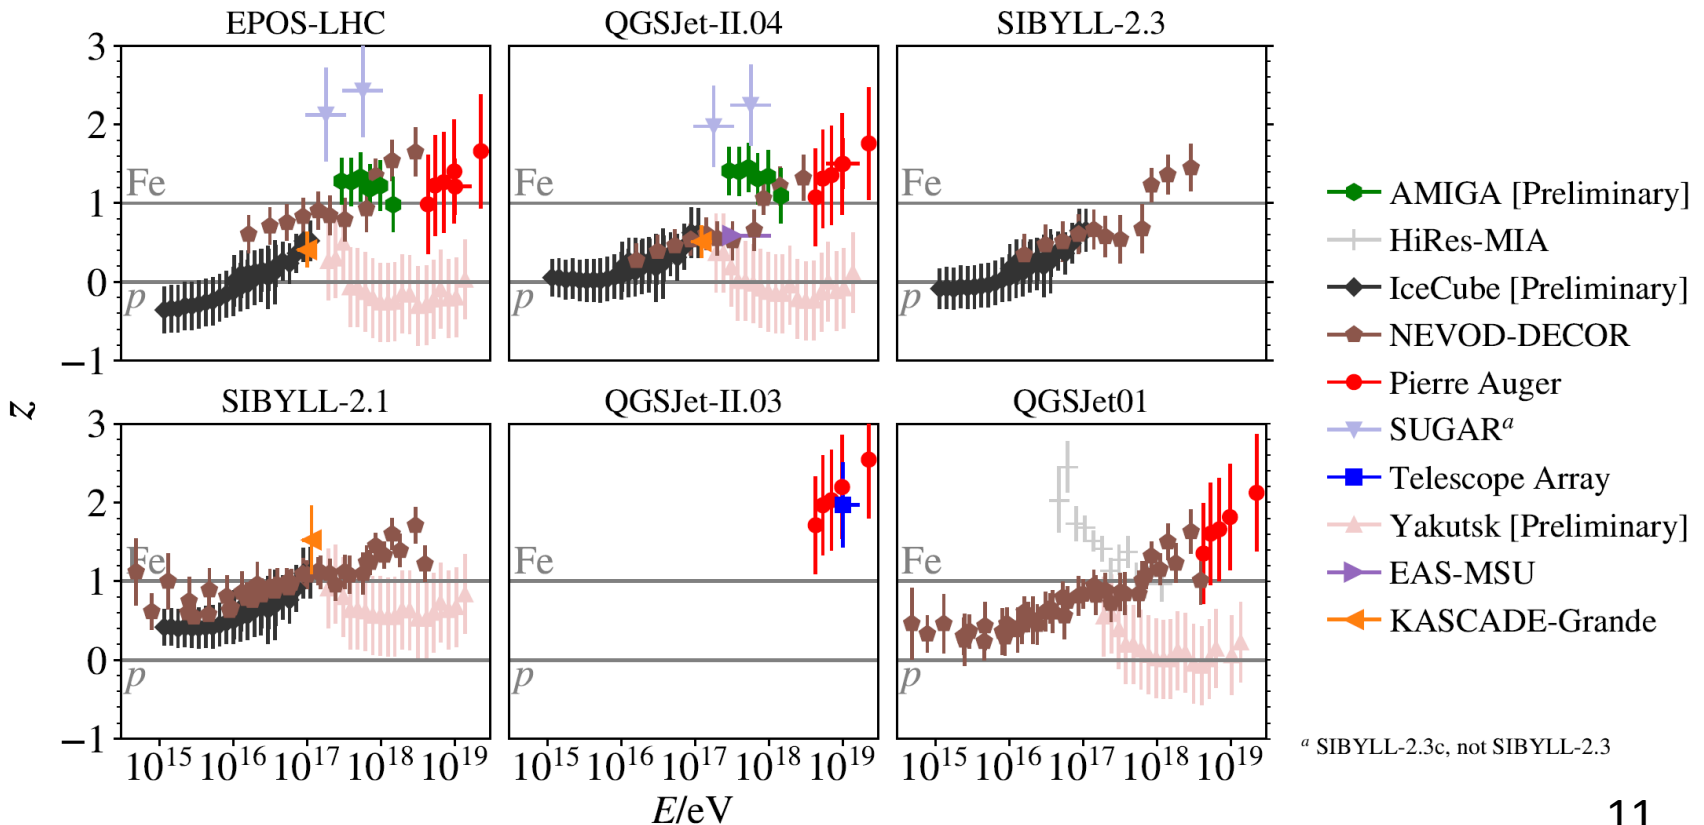 EPOS-LHC
QGSJet-II.04
SIBYLL-2.3
3
2
1
0
−1
Fe
p
Fe
p
Fe
p
z
SIBYLL-2.1
QGSJet-II.03
QGSJet01
3
2
1
0
−1
Fe
p
Fe
p
Fe
p
10¹⁵ 10¹⁶ 10¹⁷ 10¹⁸ 10¹⁹
10¹⁵ 10¹⁶ 10¹⁷ 10¹⁸ 10¹⁹
10¹⁵ 10¹⁶ 10¹⁷ 10¹⁸ 10¹⁹
E/eV
AMIGA [Preliminary]
HiRes-MIA
IceCube [Preliminary]
NEVOD-DECOR
Pierre Auger
SUGARᵃ
Telescope Array
Yakutsk [Preliminary]
EAS-MSU
KASCADE-Grande
ᵃ SIBYLL-2.3c, not SIBYLL-2.3
11